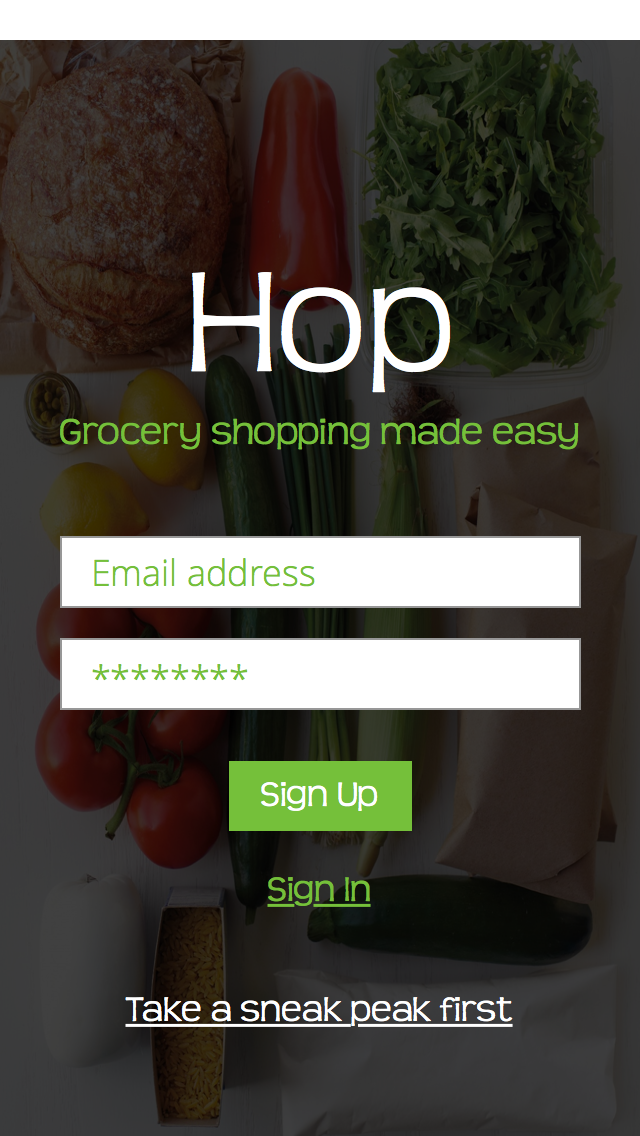 Hop
Grocery shopping made easy
Email address
********
Sign Up
Sign In
Take a sneak peak first